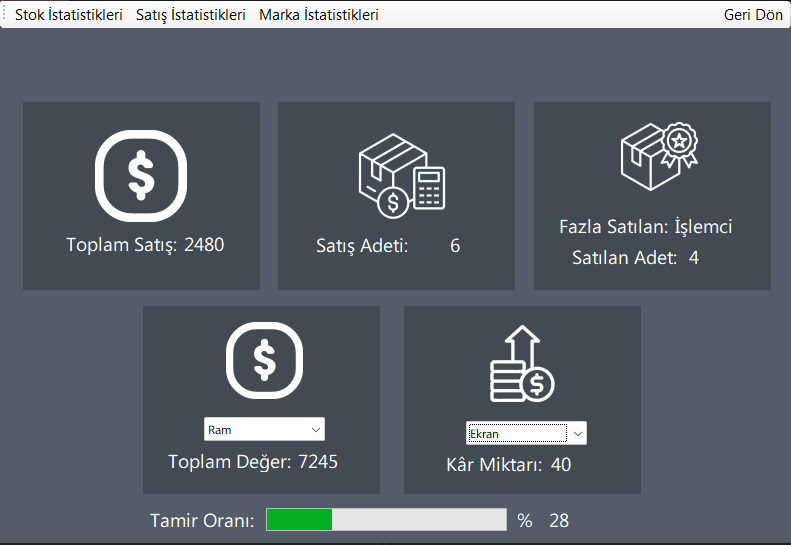 Stok İstatistikleri Satış İstatistikleri Marka İstatistikleri Geri Dön
Toplam Satış: 2480
Satış Adeti: 6
Fazla Satılan: İşlemci
Satılan Adet: 4
Ram
Toplam Değer: 7245
Ekran
Kâr Miktarı: 40
Tamir Oranı: % 28